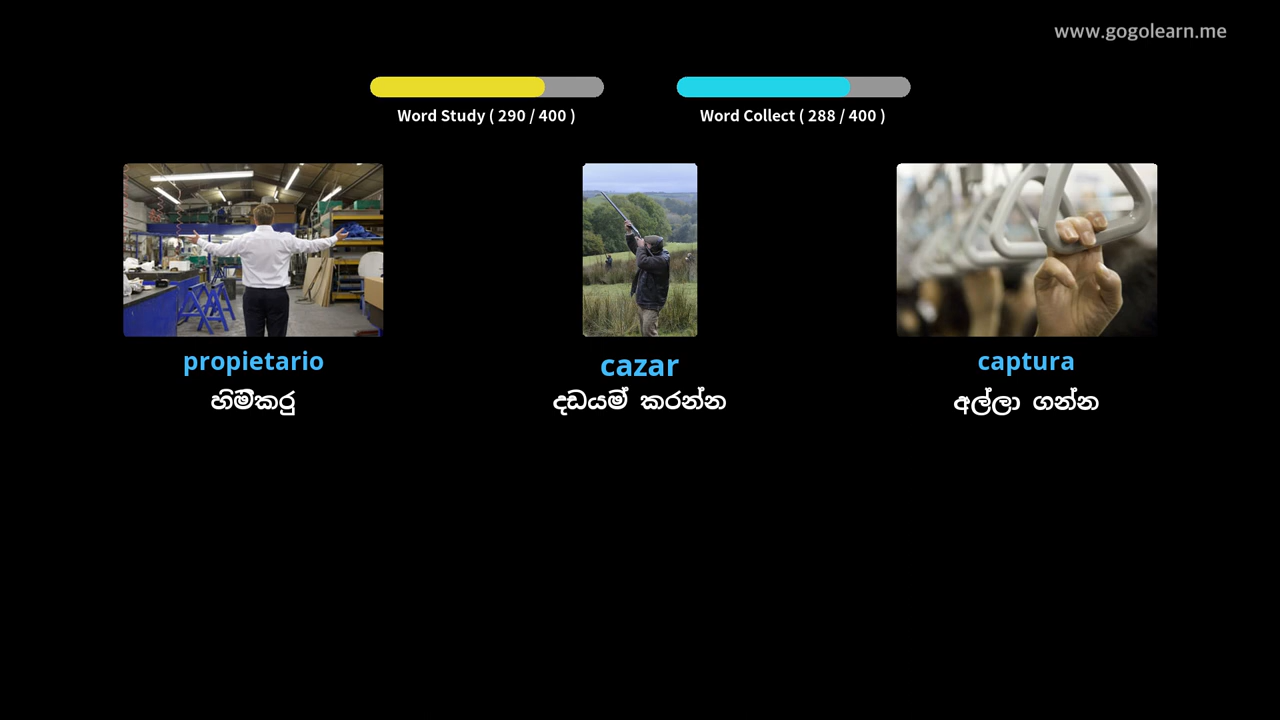 www.gogolearn.me
Word Study ( 290 / 400 )
Word Collect ( 288 / 400 )
propietario
cazar
captura
හිමිකරු
දඩයම් කරන්න
අල්ලා ගන්න